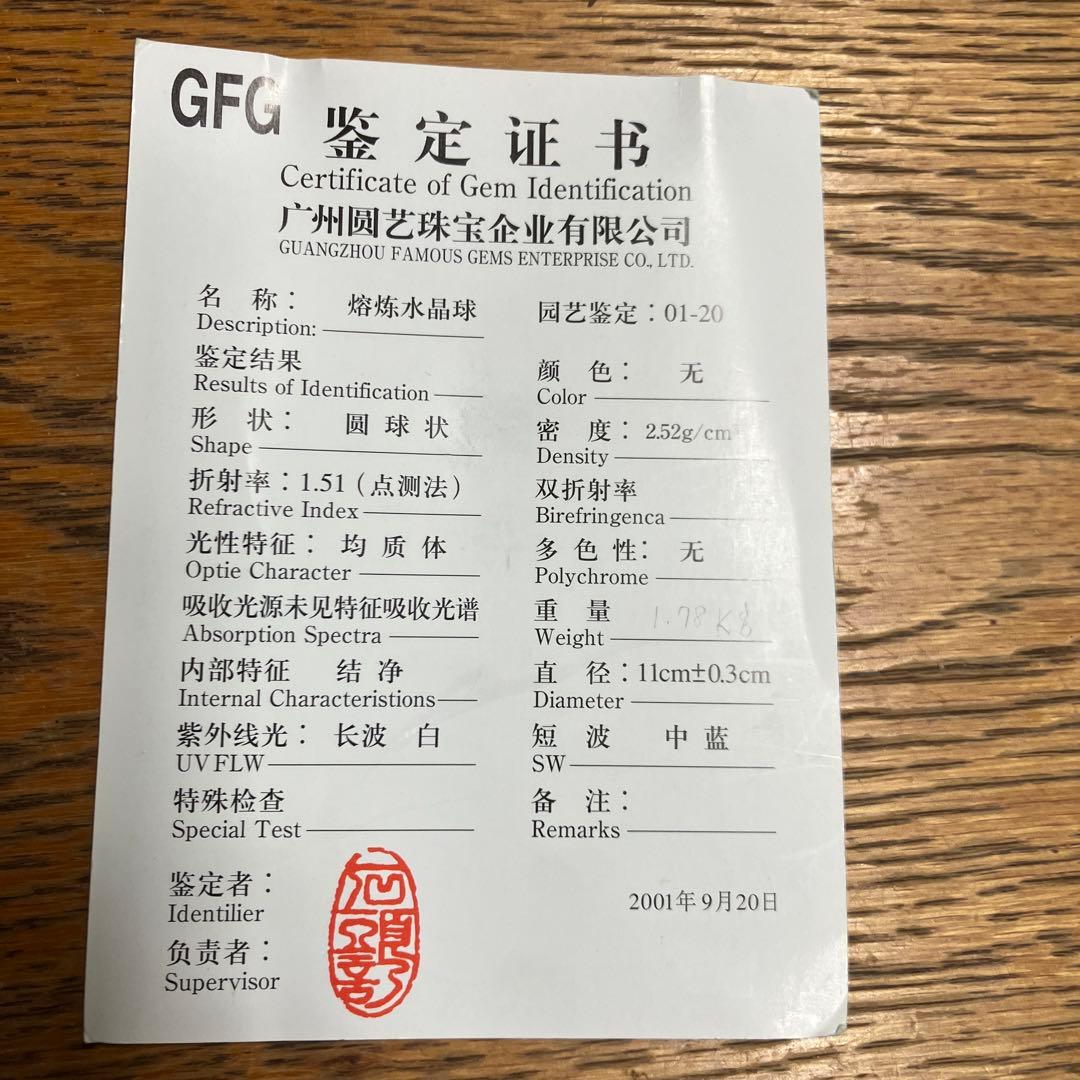 GFG
鉴定证书
Certificate of Gem Identification
广州圆艺珠宝企业有限公司
GUANGZHOU FAMOUS GEMS ENTERPRISE CO., LTD.
名 称： 熔炼水晶球
Description:
园艺鉴定：01-20
鉴定结果
Results of Identification
颜 色： 无
Color
形 状： 圆 球 状
Shape
密 度：2.52g/cm³
Density
折射率：1.51（点测法）
Refractive Index
双折射率
Birefringenca
光性特征： 均 质 体
Optie Character
多 色 性： 无
Polychrome
吸收光源未见特征吸收光谱
Absorption Spectra
重 量 1.78 Kg
Weight
内部特征 结 净
Internal Characteristions
直 径：11cm±0.3cm
Diameter
紫外线光： 长波 白
UV FLW
短 波 中 蓝
SW
特殊检查
Special Test
备 注：
Remarks
鉴定者：
Identilier
负责者：
Supervisor
2001年9月20日